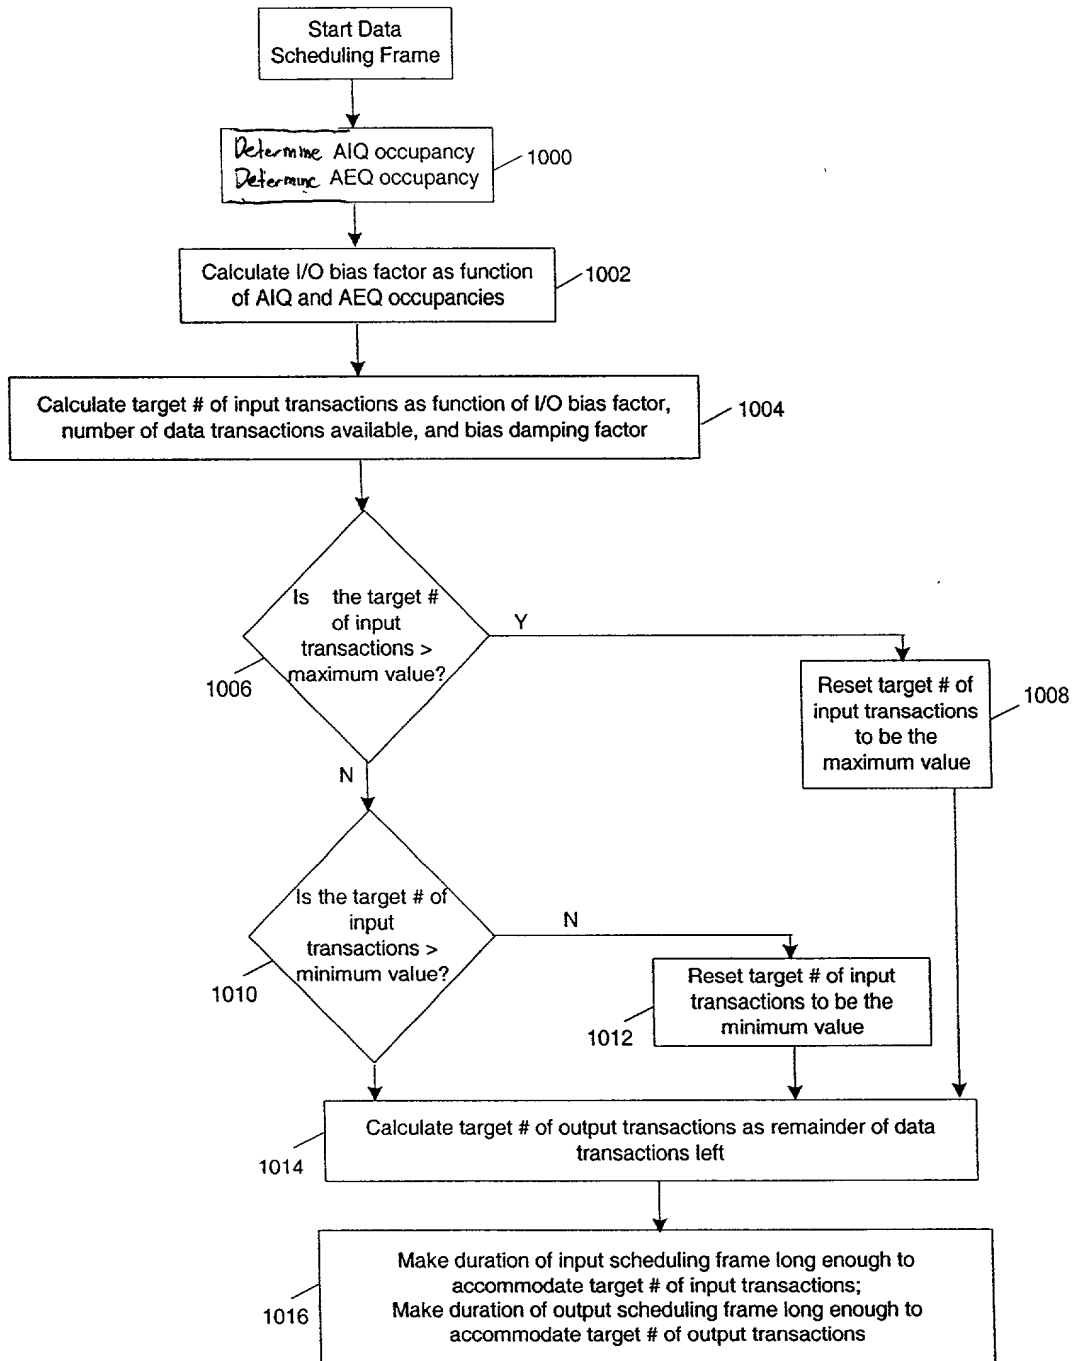 Start Data
Scheduling Frame
Determine AIQ occupancy
Determine AEQ occupancy
1000
Calculate I/O bias factor as function
of AIQ and AEQ occupancies
1002
Calculate target # of input transactions as function of I/O bias factor,
number of data transactions available, and bias damping factor
1004
Is the target #
of input
transactions >
maximum value?
1006
Y
Reset target # of
input transactions
to be the
maximum value
1008
N
Is the target # of
input
transactions >
minimum value?
1010
N
Reset target # of input
transactions to be the
minimum value
1012
Calculate target # of output transactions as remainder of data
transactions left
1014
Make duration of input scheduling frame long enough to
accommodate target # of input transactions;
Make duration of output scheduling frame long enough to
accommodate target # of output transactions
1016